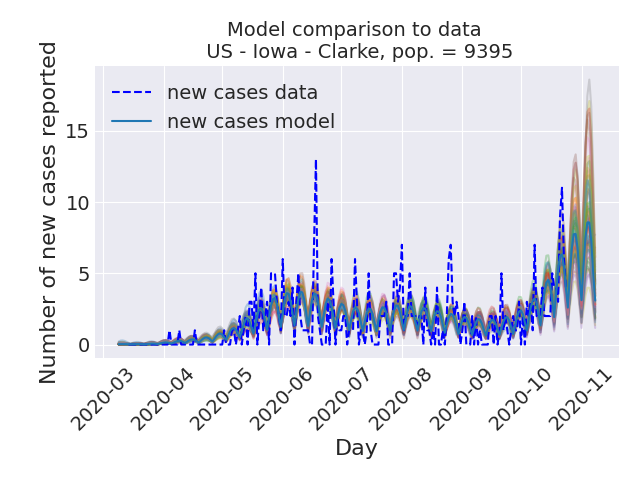 Model comparison to data
US - Iowa - Clarke, pop. = 9395
new cases data
new cases model
Number of new cases reported
15
10
5
0
2020-03
2020-04
2020-05
2020-06
2020-07
2020-08
2020-09
2020-10
2020-11
Day